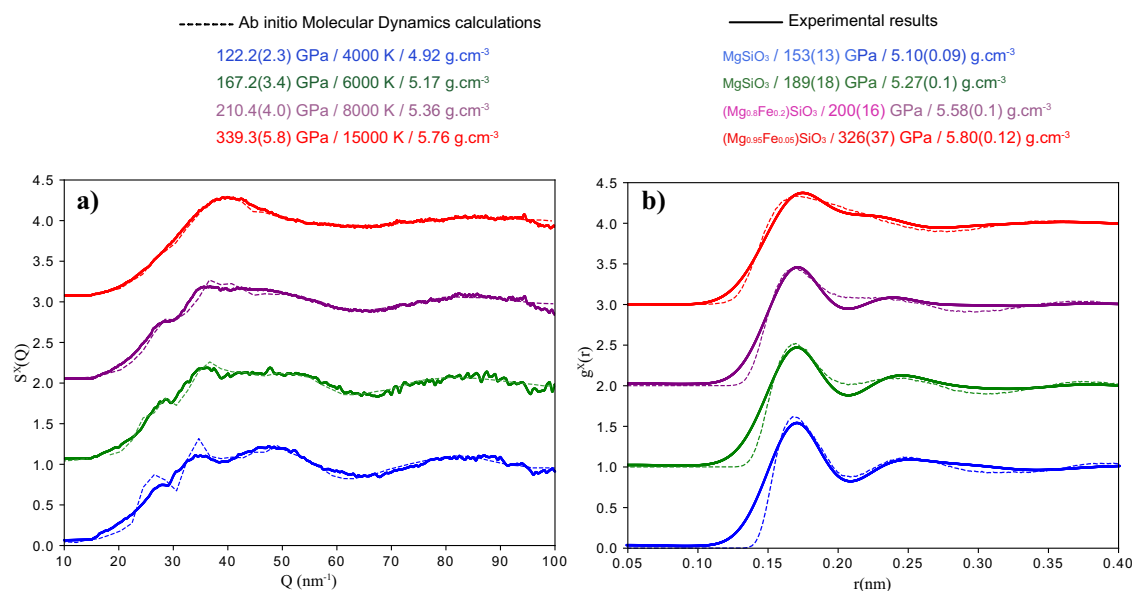 Ab initio Molecular Dynamics calculations
Experimental results
122.2(2.3) GPa / 4000 K / 4.92 g.cm-3
MgSiO3 / 153(13) GPa / 5.10(0.09) g.cm-3
167.2(3.4) GPa / 6000 K / 5.17 g.cm-3
MgSiO3 / 189(18) GPa / 5.27(0.1) g.cm-3
210.4(4.0) GPa / 8000 K / 5.36 g.cm-3
(Mg0.8Fe0.2)SiO3 / 200(16) GPa / 5.58(0.1) g.cm-3
339.3(5.8) GPa / 15000 K / 5.76 g.cm-3
(Mg0.95Fe0.05)SiO3 / 326(37) GPa / 5.80(0.12) g.cm-3
a)
4.5
4.0
3.5
3.0
2.5
2.0
1.5
1.0
0.5
0.0
SX(Q)
10 20 30 40 50 60 70 80 90 100
Q (nm-1)
b)
4.5
4.0
3.5
3.0
2.5
2.0
1.5
1.0
0.5
0.0
gX(r)
0.05 0.10 0.15 0.20 0.25 0.30 0.35 0.40
r(nm)